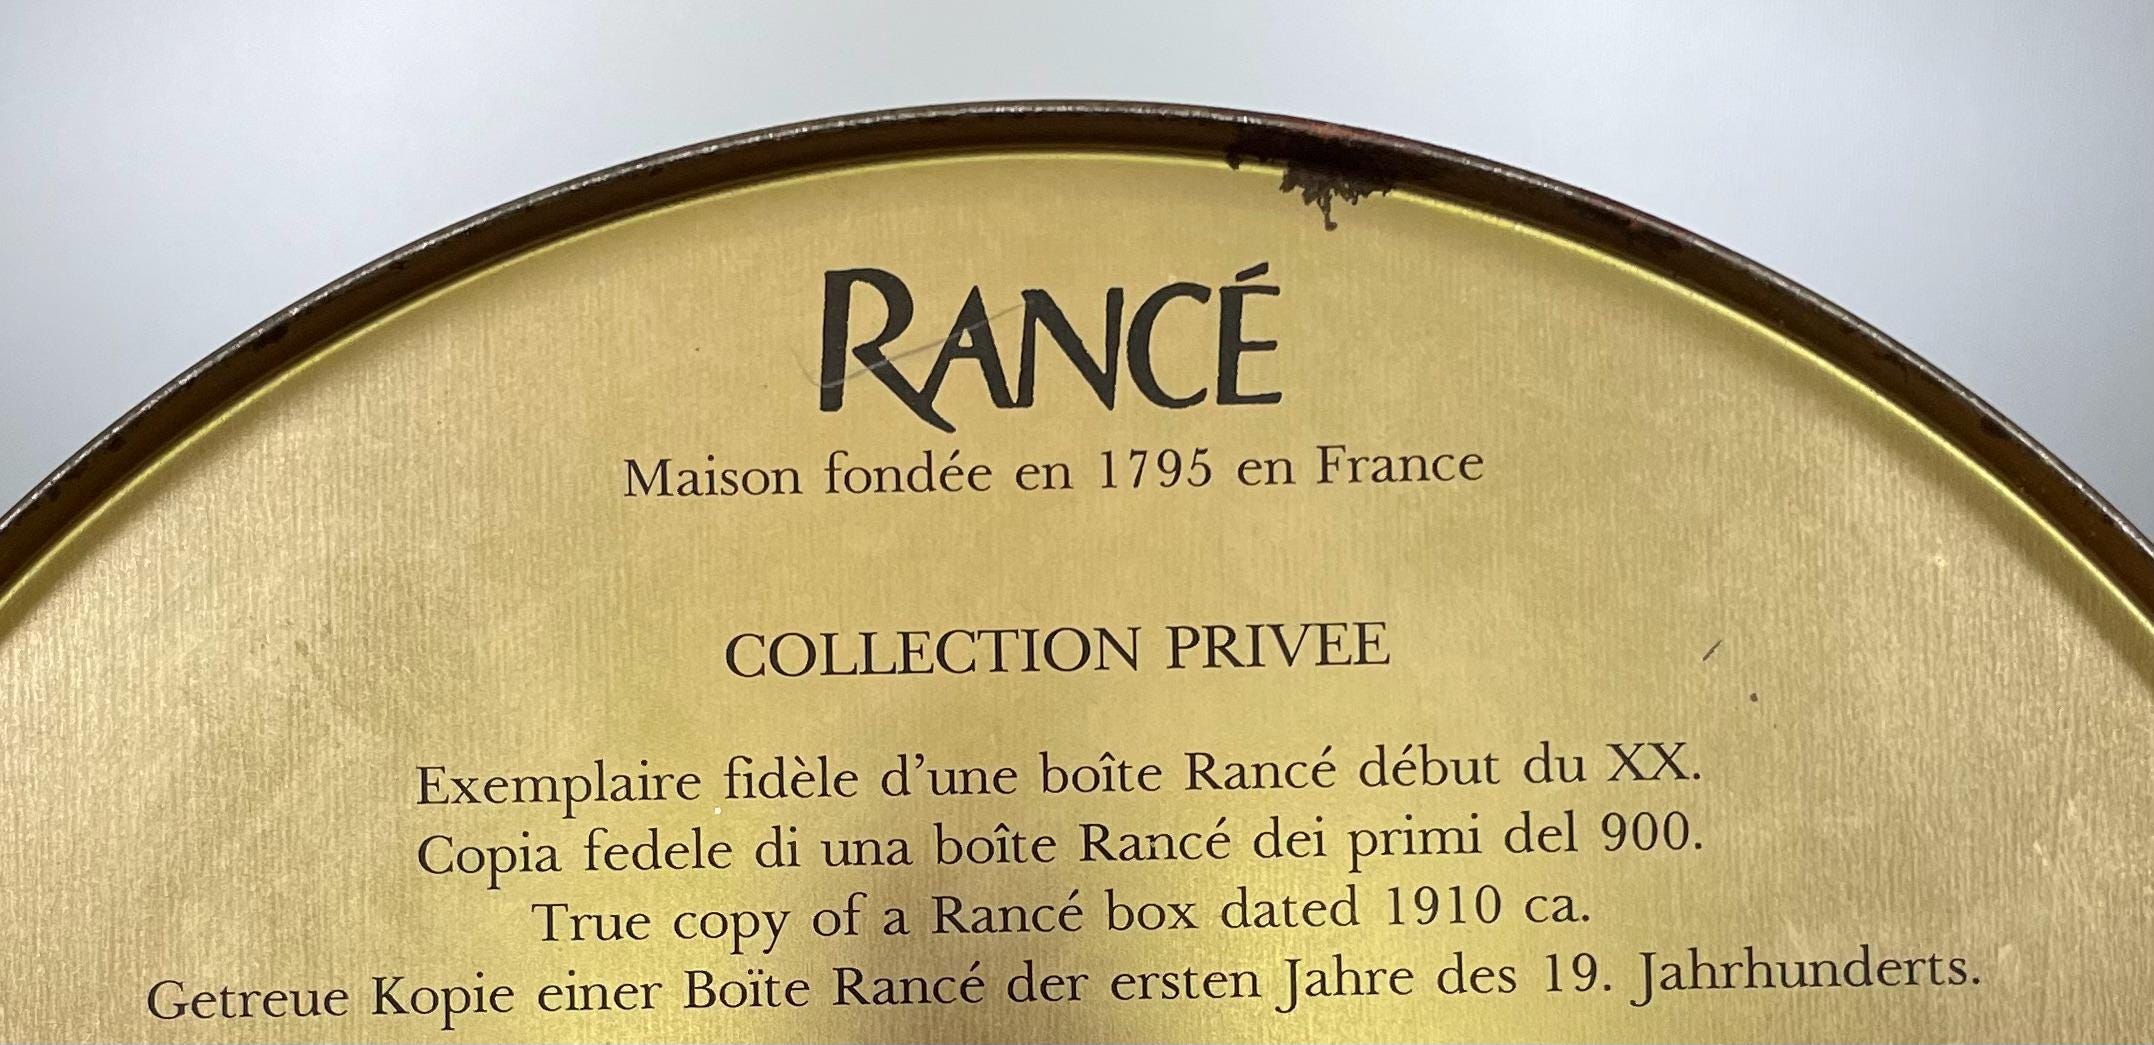 RANCÉ
Maison fondée en 1795 en France
COLLECTION PRIVEE
Exemplaire fidèle d'une boîte Rancé début du XX.
Copia fedele di una boîte Rancé dei primi del 900.
True copy of a Rancé box dated 1910 ca.
Getreue Kopie einer Boïte Rancé der ersten Jahre des 19. Jahrhunderts.